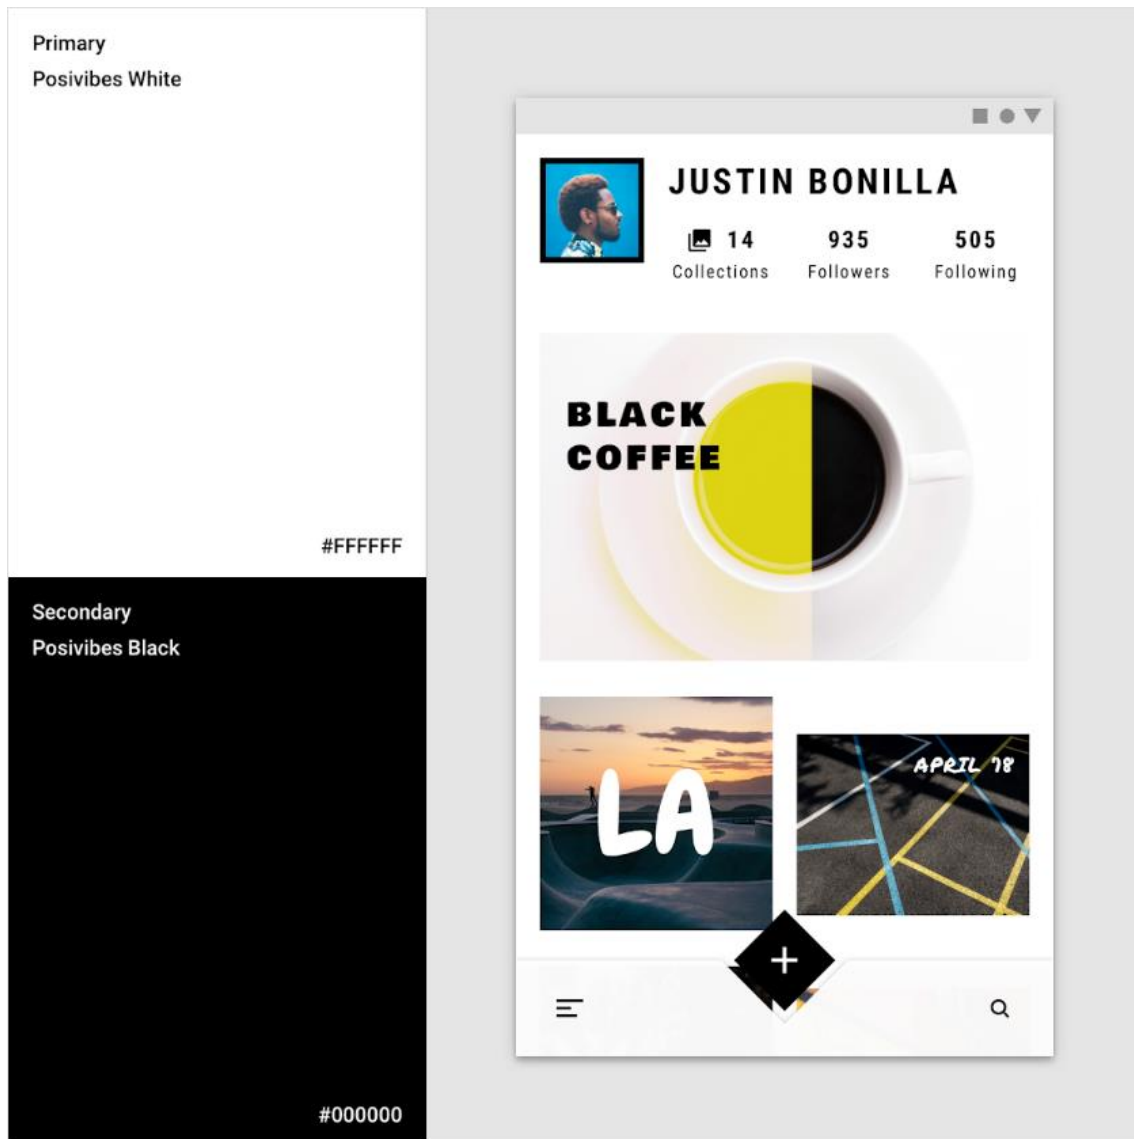 Primary
Posivibes White
#FFFFFF
Secondary
Posivibes Black
#000000
JUSTIN BONILLA
14
Collections
935
Followers
505
Following
BLACK
COFFEE
LA
APRIL '18